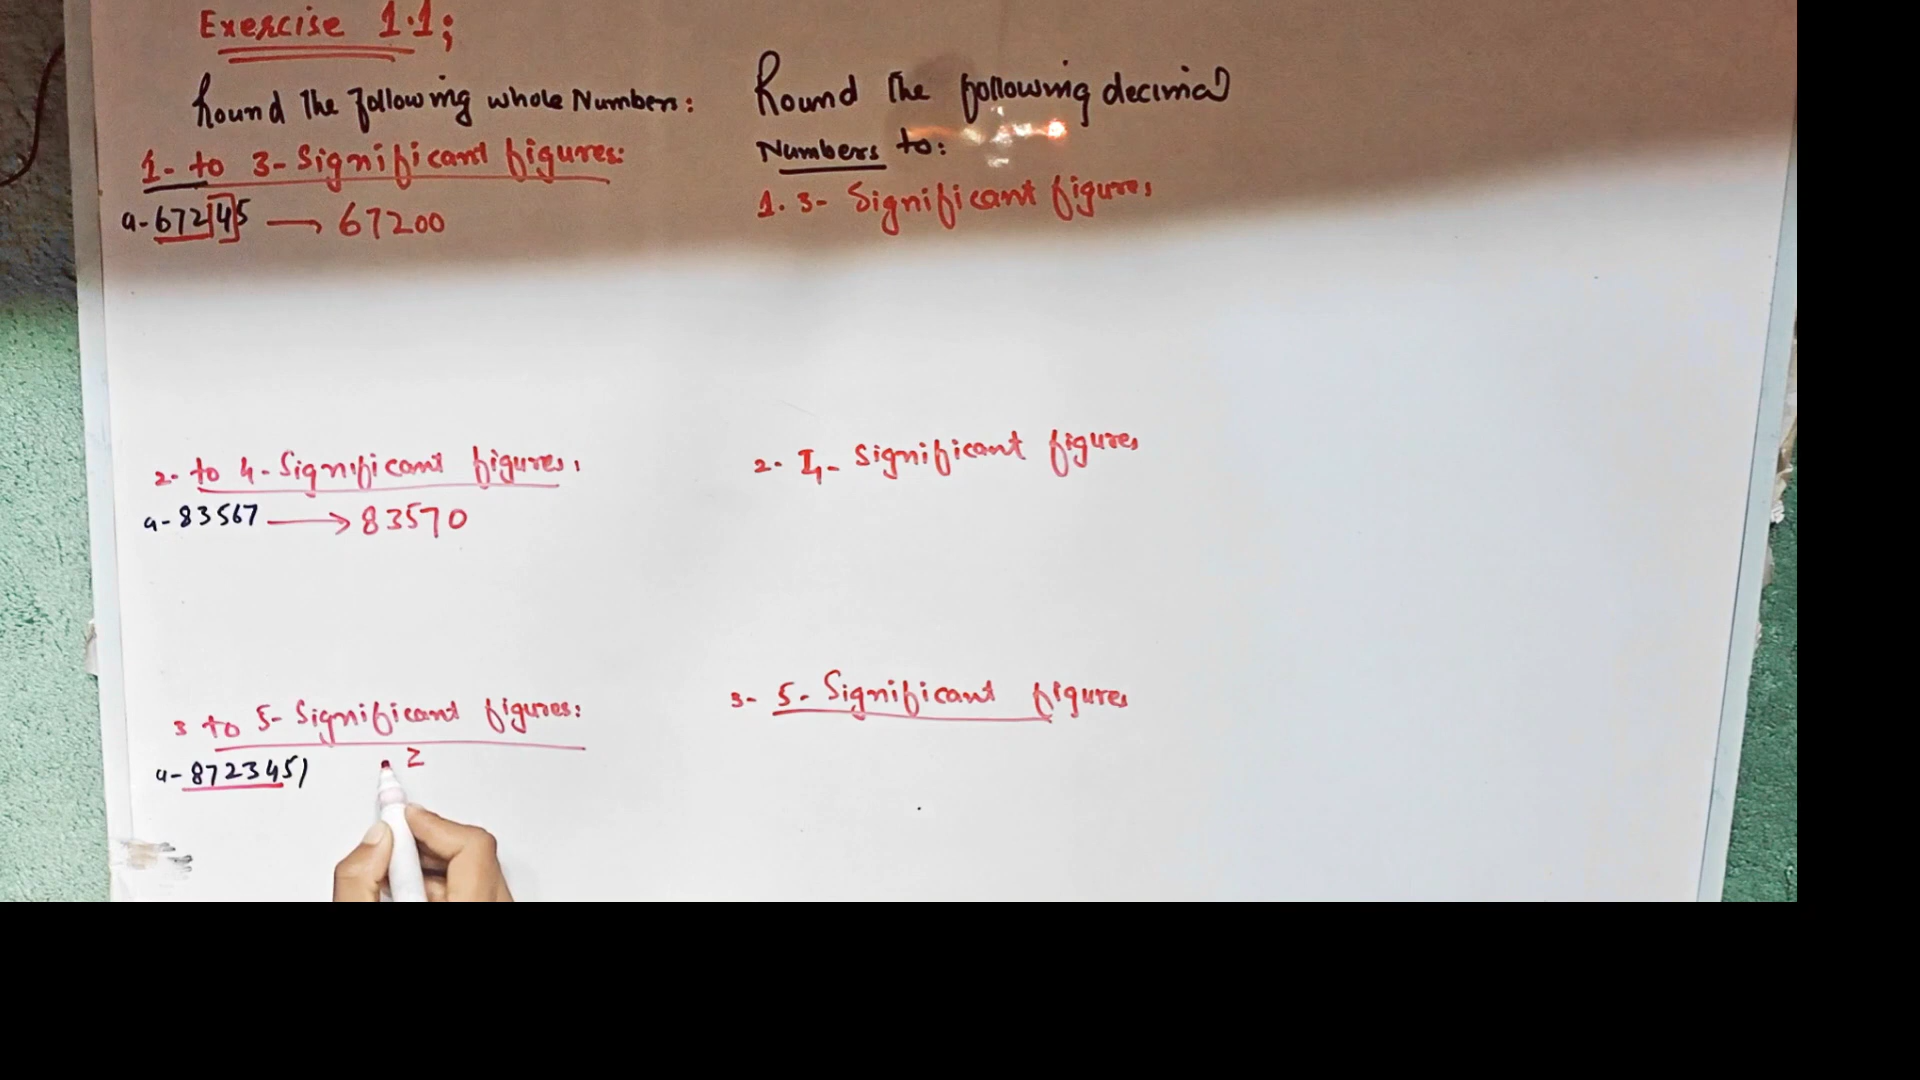 Exercise 1.1;
Round The following whole Numbers:
1- to 3- Significant figures:
a- 67245 → 67200
2- to 4- Significant figures.
a- 83567 → 83570
3 to 5- Significant figures:
a- 8723451
Round The following decimal
Numbers to:
1. 3- Significant figures
2- 4- Significant figures
3- 5- Significant figures